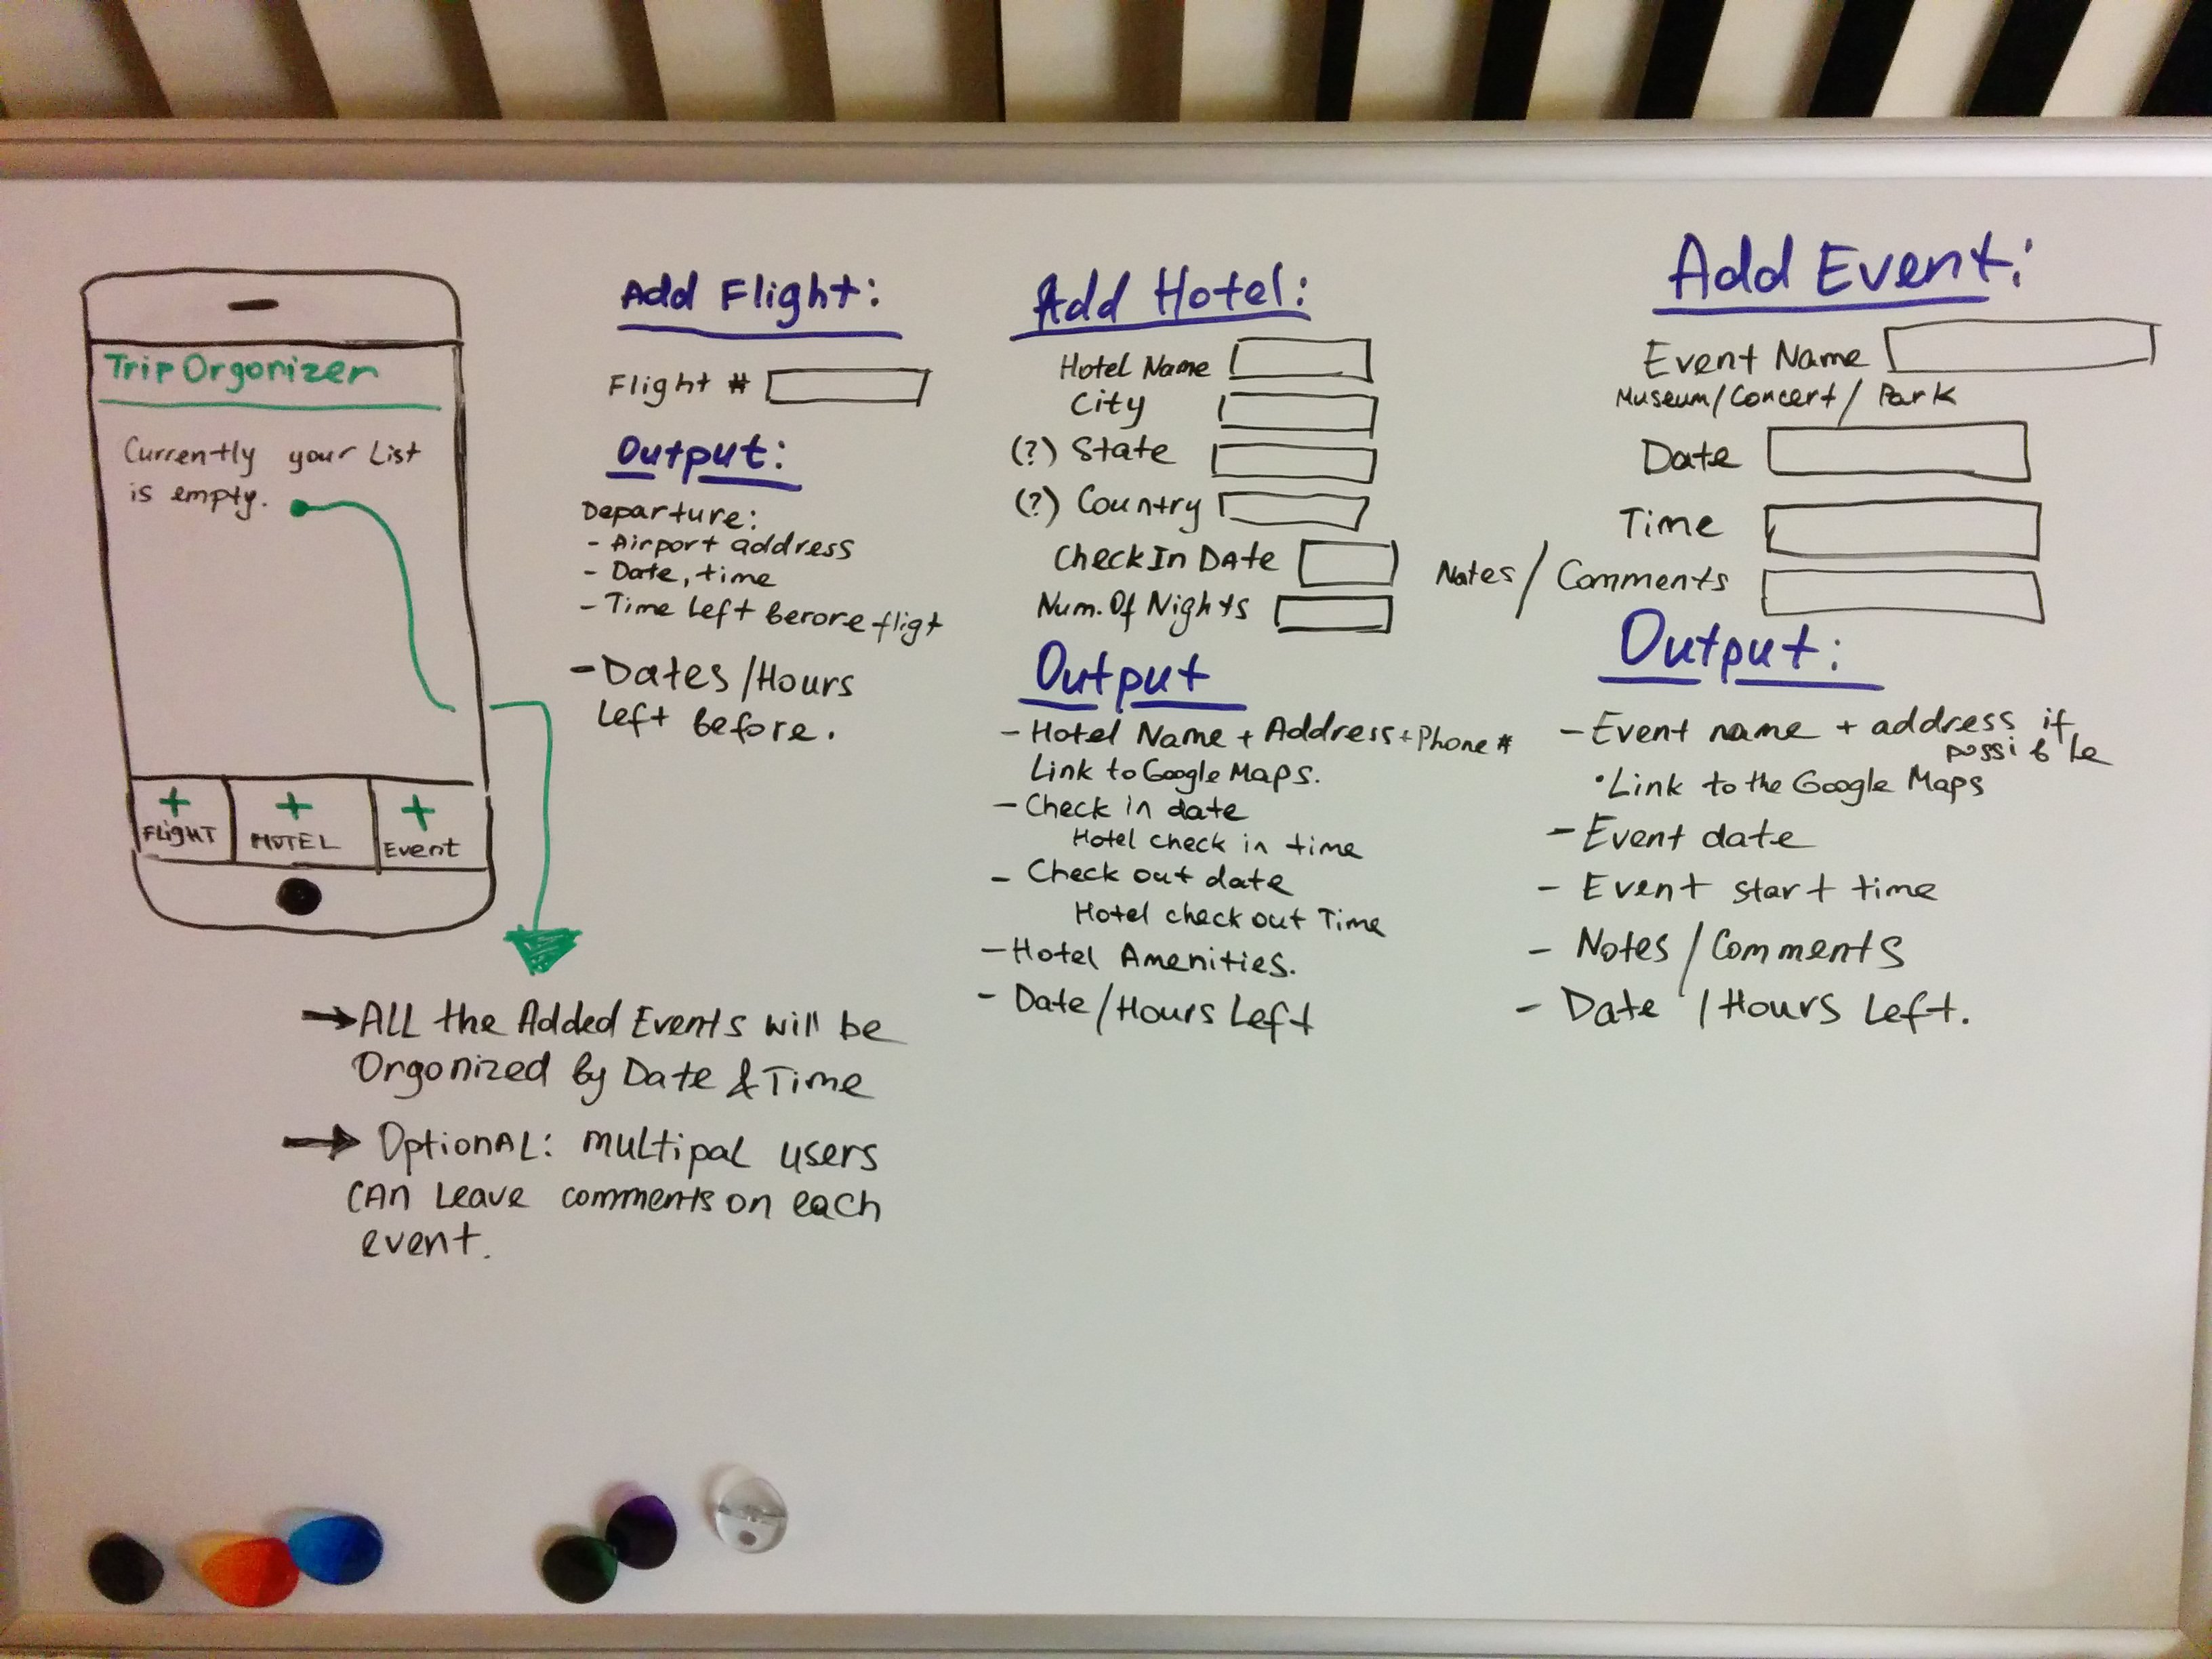 Trip Orgonizer
Currently your List
is empty.
+ + +
FLigHT HOTEL Event
Add Flight:
Flight #
Output:
Departure:
- Airport address
- Date, time
- Time Left berore fligt
- Dates/Hours
Left before.
Add Hotel:
Hotel Name
City
(?) State
(?) Country
Check In DAte
Num. Of Nights
Output
- Hotel Name + Address + Phone #
Link to Google Maps.
- Check in date
Hotel check in time
- Check out date
Hotel check out Time
- Hotel Amenities.
- Date/Hours Left
Add Event:
Event Name
Museum/Concert/Park
Date
Time
Notes/Comments
Output:
- Event name + address if
possible
• Link to the Google Maps
- Event date
- Event start time
- Notes/Comments
- Date/Hours Left.
→ ALL the Added Events will be
Orgonized by Date & Time
→ OptionAL: multipal users
CAn Leave comments on each
event.